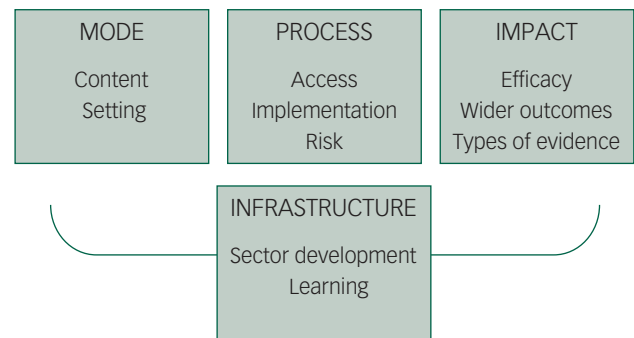 MODE
Content
Setting
PROCESS
Access
Implementation
Risk
IMPACT
Efficacy
Wider outcomes
Types of evidence
INFRASTRUCTURE
Sector development
Learning